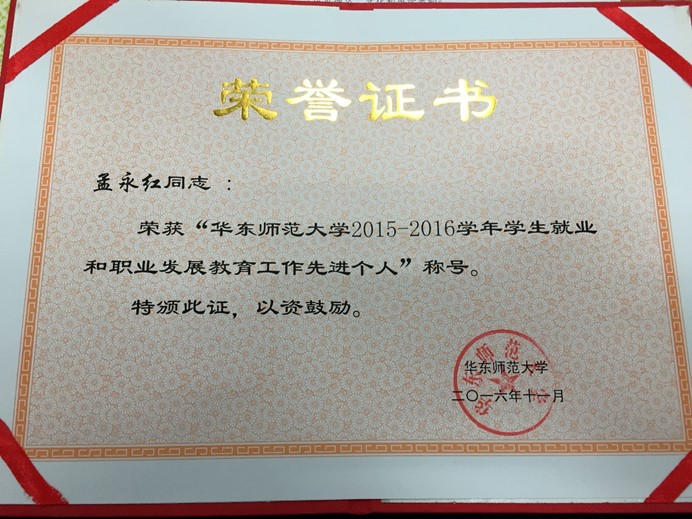 荣誉证书
孟永红同志：
荣获“华东师范大学2015-2016学年学生就业
和职业发展教育工作先进个人”称号。
特颁此证，以资鼓励。
华东师范大学
二〇一六年十一月